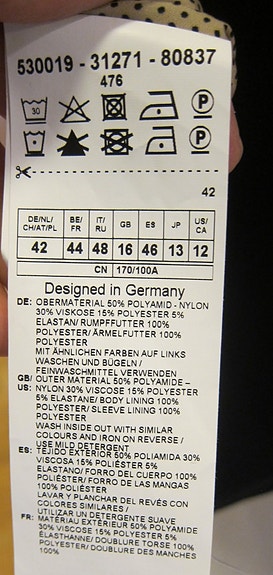 530019 - 31271 - 80837
476
30
P
P
42
DE/NL/CH/AT/PL BE/FR IT/RU GB ES JP US/CA
42 44 48 16 46 13 12
CN 170/100A
Designed in Germany
DE: OBERMATERIAL 50% POLYAMID - NYLON
30% VISKOSE 15% POLYESTER 5%
ELASTAN/ RUMPFFUTTER 100%
POLYESTER/ ÄRMELFUTTER 100%
POLYESTER
MIT ÄHNLICHEN FARBEN AUF LINKS
WASCHEN UND BÜGELN /
FEINWASCHMITTEL VERWENDEN
GB/ OUTER MATERIAL 50% POLYAMIDE –
US: NYLON 30% VISCOSE 15% POLYESTER
5% ELASTANE/ BODY LINING 100%
POLYESTER/ SLEEVE LINING 100%
POLYESTER
WASH INSIDE OUT WITH SIMILAR
COLOURS AND IRON ON REVERSE /
USE MILD DETERGENT
ES: TEJIDO EXTERIOR 50% POLIAMIDA 30%
VISCOSA 15% POLIÉSTER 5%
ELASTANO/ FORRO DEL CUERPO 100%
POLIÉSTER/ FORRO DE LAS MANGAS
100% POLIÉSTER
LAVAR Y PLANCHAR DEL REVÉS CON
COLORES SIMILARES /
UTILIZAR UN DETERGENTE SUAVE
FR: MATÉRIAU EXTÉRIEUR 50% POLYAMIDE
30% VISCOSE 15% POLYESTER 5%
ÉLASTHANNE/ DOUBLURE TORSE 100%
POLYESTER/ DOUBLURE DES MANCHES
100%